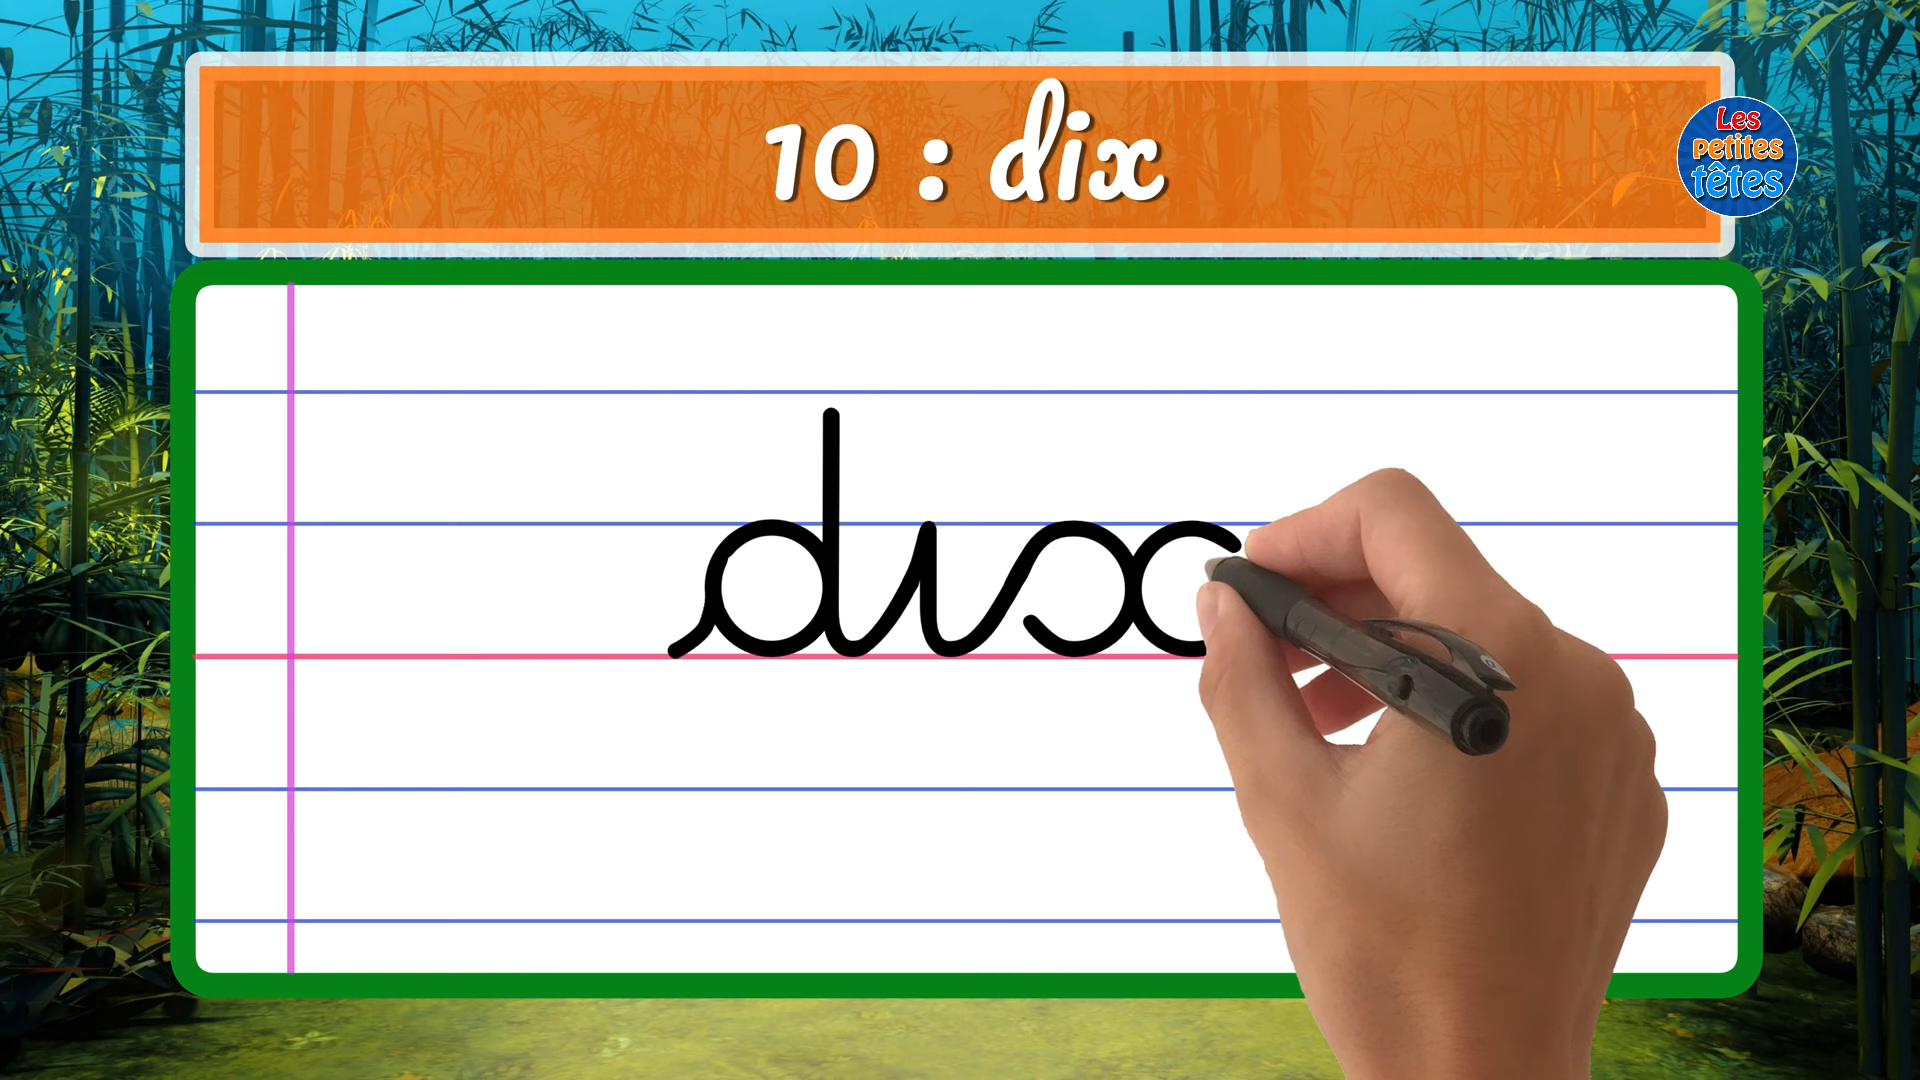 10 : dix
Les
petites
têtes
dix